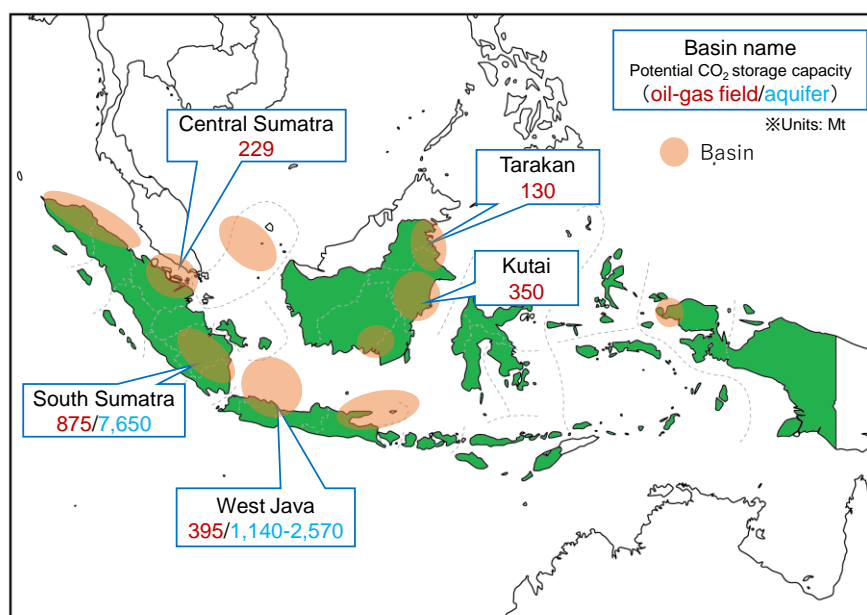 Basin name
Potential CO₂ storage capacity
（oil-gas field/aquifer）
※Units: Mt
Basin
Central Sumatra
229
Tarakan
130
Kutai
350
South Sumatra
875/7,650
West Java
395/1,140-2,570